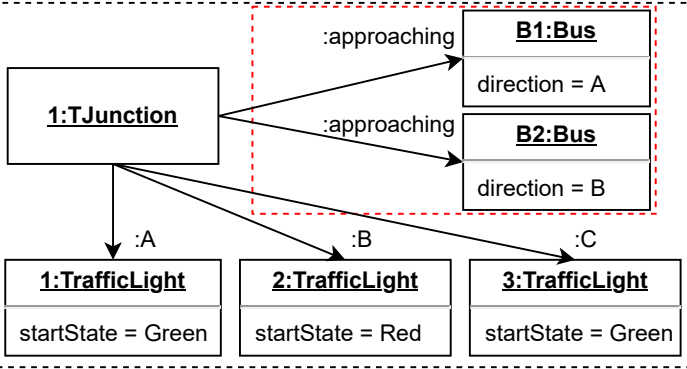 :approaching
B1:Bus
direction = A
1:TJunction
:approaching
B2:Bus
direction = B
:A
:B
:C
1:TrafficLight
startState = Green
2:TrafficLight
startState = Red
3:TrafficLight
startState = Green